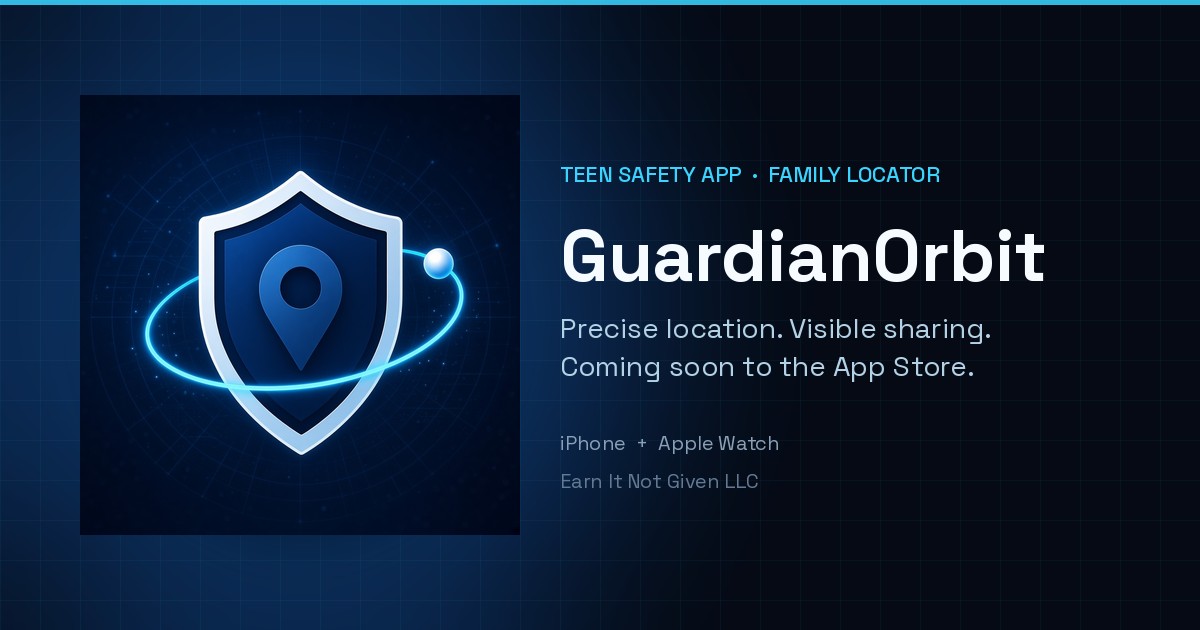 TEEN SAFETY APP · FAMILY LOCATOR
GuardianOrbit
Precise location. Visible sharing.
Coming soon to the App Store.
iPhone + Apple Watch
Earn It Not Given LLC